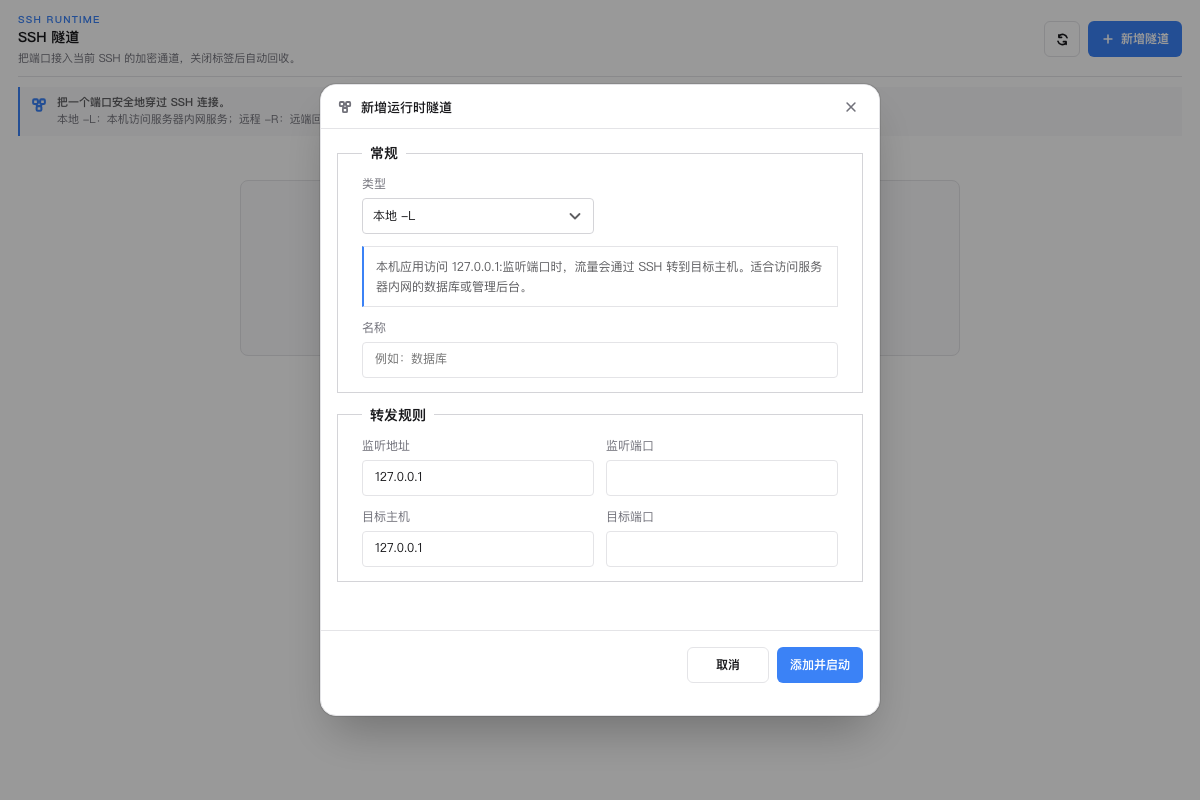 SSH RUNTIME
SSH 隧道
把端口接入当前 SSH 的加密通道，关闭标签后自动回收。
新增隧道
把一个端口安全地穿过 SSH 连接。
本地 -L：本机访问服务器内网服务；远程 -R：远端回
新增运行时隧道
常规
类型
本地 -L
本机应用访问 127.0.0.1:监听端口时，流量会通过 SSH 转到目标主机。适合访问服务
器内网的数据库或管理后台。
名称
例如：数据库
转发规则
监听地址 监听端口
127.0.0.1
目标主机 目标端口
127.0.0.1
取消 添加并启动